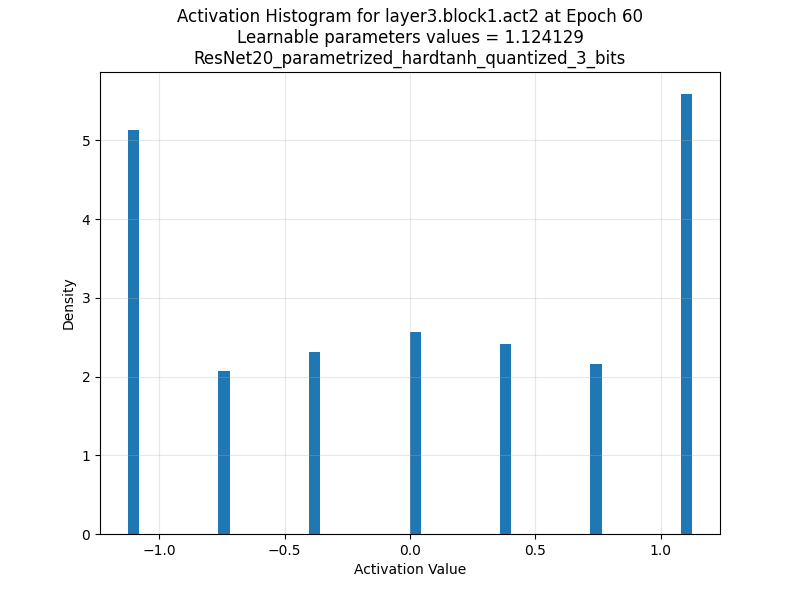 Activation Histogram for layer3.block1.act2 at Epoch 60
Learnable parameters values = 1.124129
ResNet20_parametrized_hardtanh_quantized_3_bits
5
4
3
2
1
0
Density
−1.0 −0.5 0.0 0.5 1.0
Activation Value